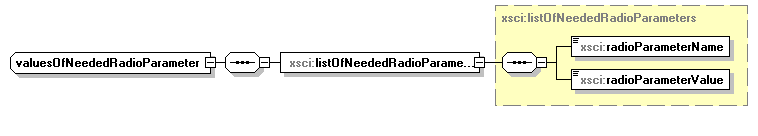 xsci:listOfNeededRadioParameters
xsci:radioParameterName
valuesOfNeededRadioParameter
xsci:listOfNeededRadioParame...
xsci:radioParameterValue